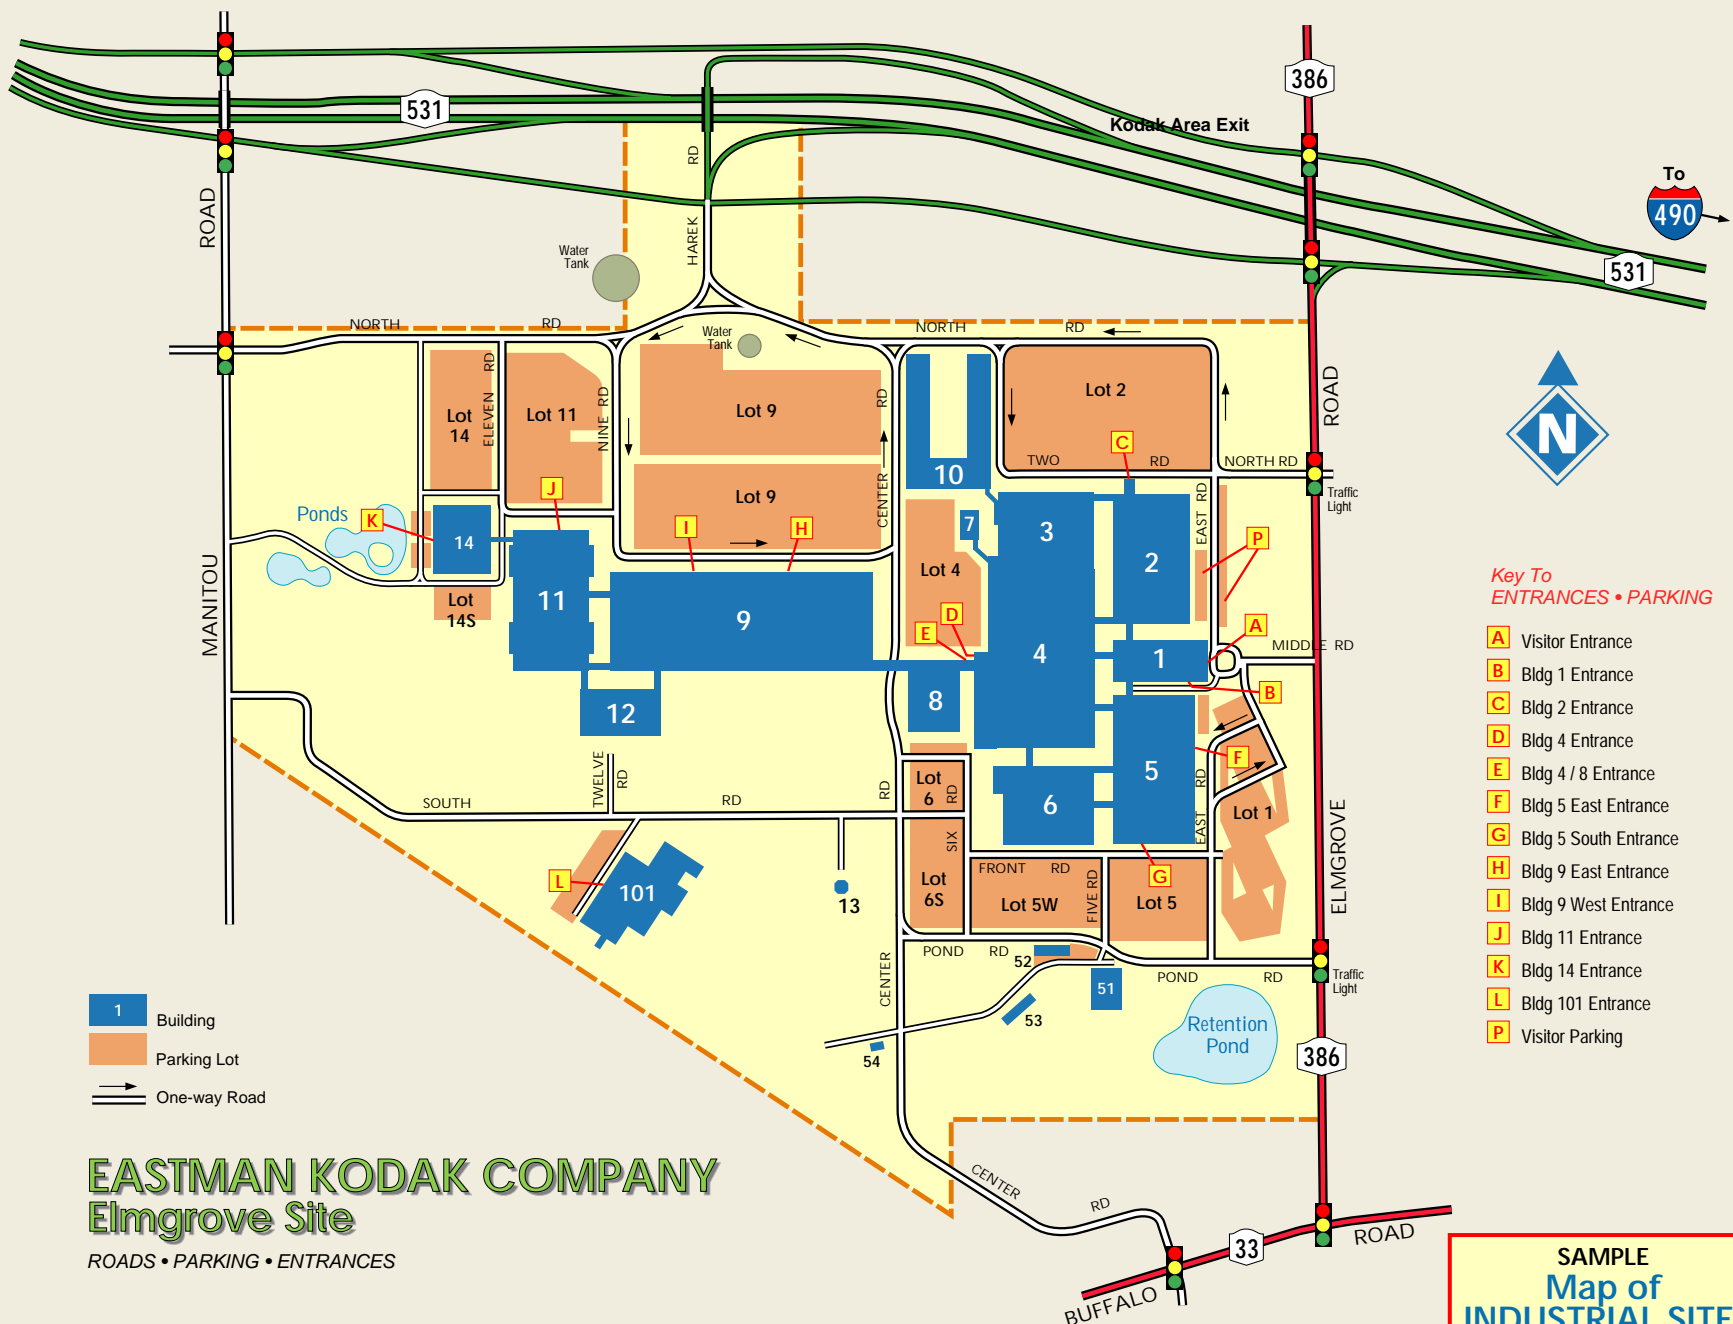 386
531
Kodak Area Exit
To
490
531
ROAD
HAREK
RD
Water
Tank
NORTH
RD
Water
Tank
NORTH
RD
ROAD
Lot
14
ELEVEN
RD
Lot 11
NINE
RD
Lot 9
Lot 9
CENTER
RD
10
Lot 2
C
TWO
RD
NORTH RD
N
Traffic
Light
J
Ponds
K
14
I
H
7
3
2
EAST
RD
P
11
9
Lot 4
D
E
4
1
A
MIDDLE RD
B
Lot
14S
MANITOU
12
8
5
F
TWELVE
RD
SOUTH
RD
RD
Lot
6
RD
SIX
6
EAST
RD
Lot 1
ELMGROVE
FRONT
RD
L
101
13
Lot
6S
Lot 5W
FIVE RD
G
Lot 5
POND
RD
52
51
POND
RD
Traffic
Light
CENTER
53
54
Retention
Pond
386
CENTER
RD
33
BUFFALO
ROAD
Key To
ENTRANCES • PARKING
A Visitor Entrance
B Bldg 1 Entrance
C Bldg 2 Entrance
D Bldg 4 Entrance
E Bldg 4 / 8 Entrance
F Bldg 5 East Entrance
G Bldg 5 South Entrance
H Bldg 9 East Entrance
I Bldg 9 West Entrance
J Bldg 11 Entrance
K Bldg 14 Entrance
L Bldg 101 Entrance
P Visitor Parking
1 Building
Parking Lot
One-way Road
EASTMAN KODAK COMPANY
Elmgrove Site
ROADS • PARKING • ENTRANCES
SAMPLE
Map of
INDUSTRIAL SITE